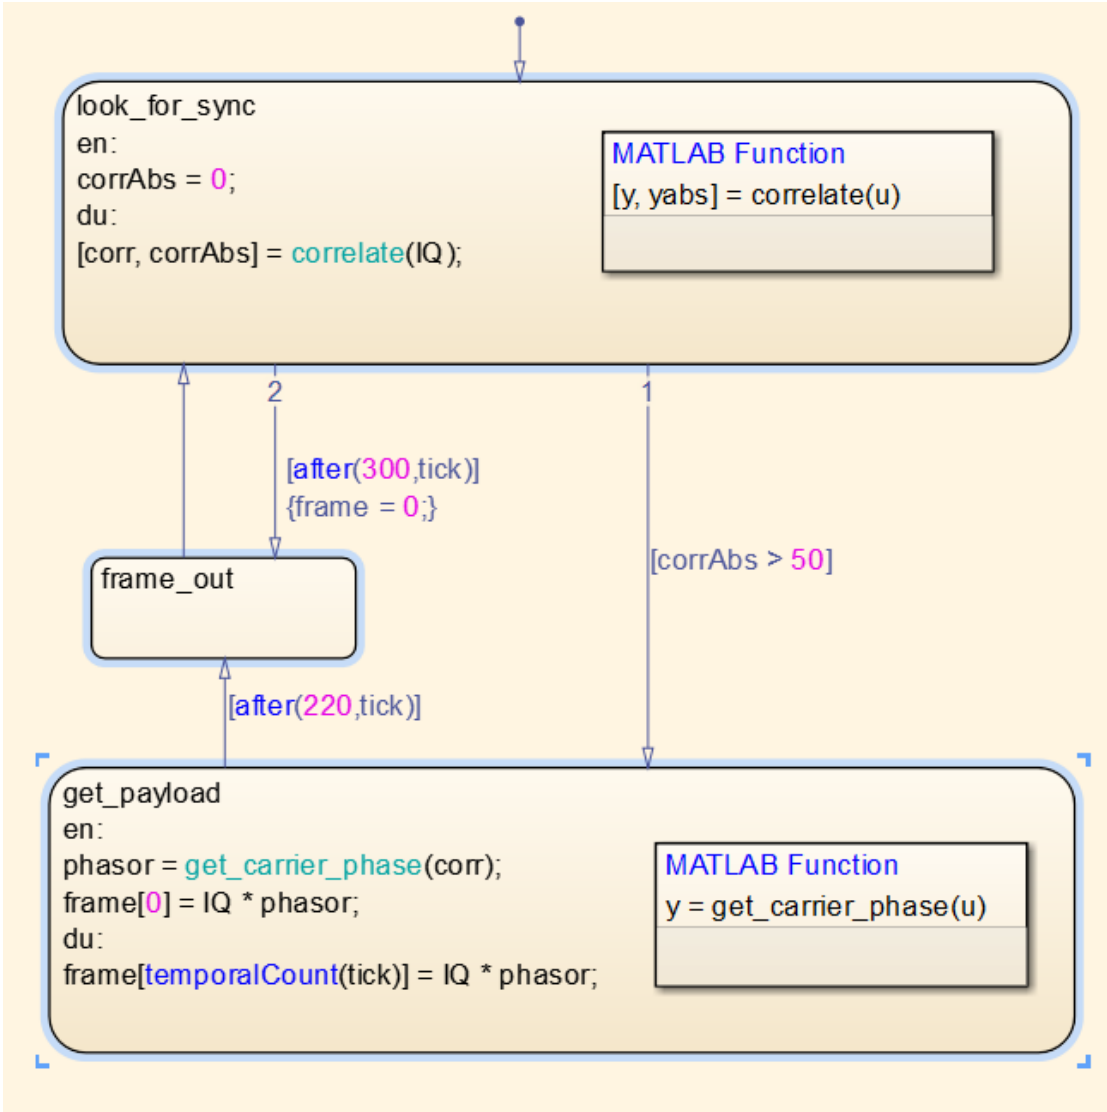 look_for_sync
en:
corrAbs = 0;
du:
[corr, corrAbs] = correlate(IQ);
MATLAB Function
[y, yabs] = correlate(u)
2
1
[after(300,tick)]
{frame = 0;}
[corrAbs > 50]
frame_out
[after(220,tick)]
get_payload
en:
phasor = get_carrier_phase(corr);
frame[0] = IQ * phasor;
du:
frame[temporalCount(tick)] = IQ * phasor;
MATLAB Function
y = get_carrier_phase(u)